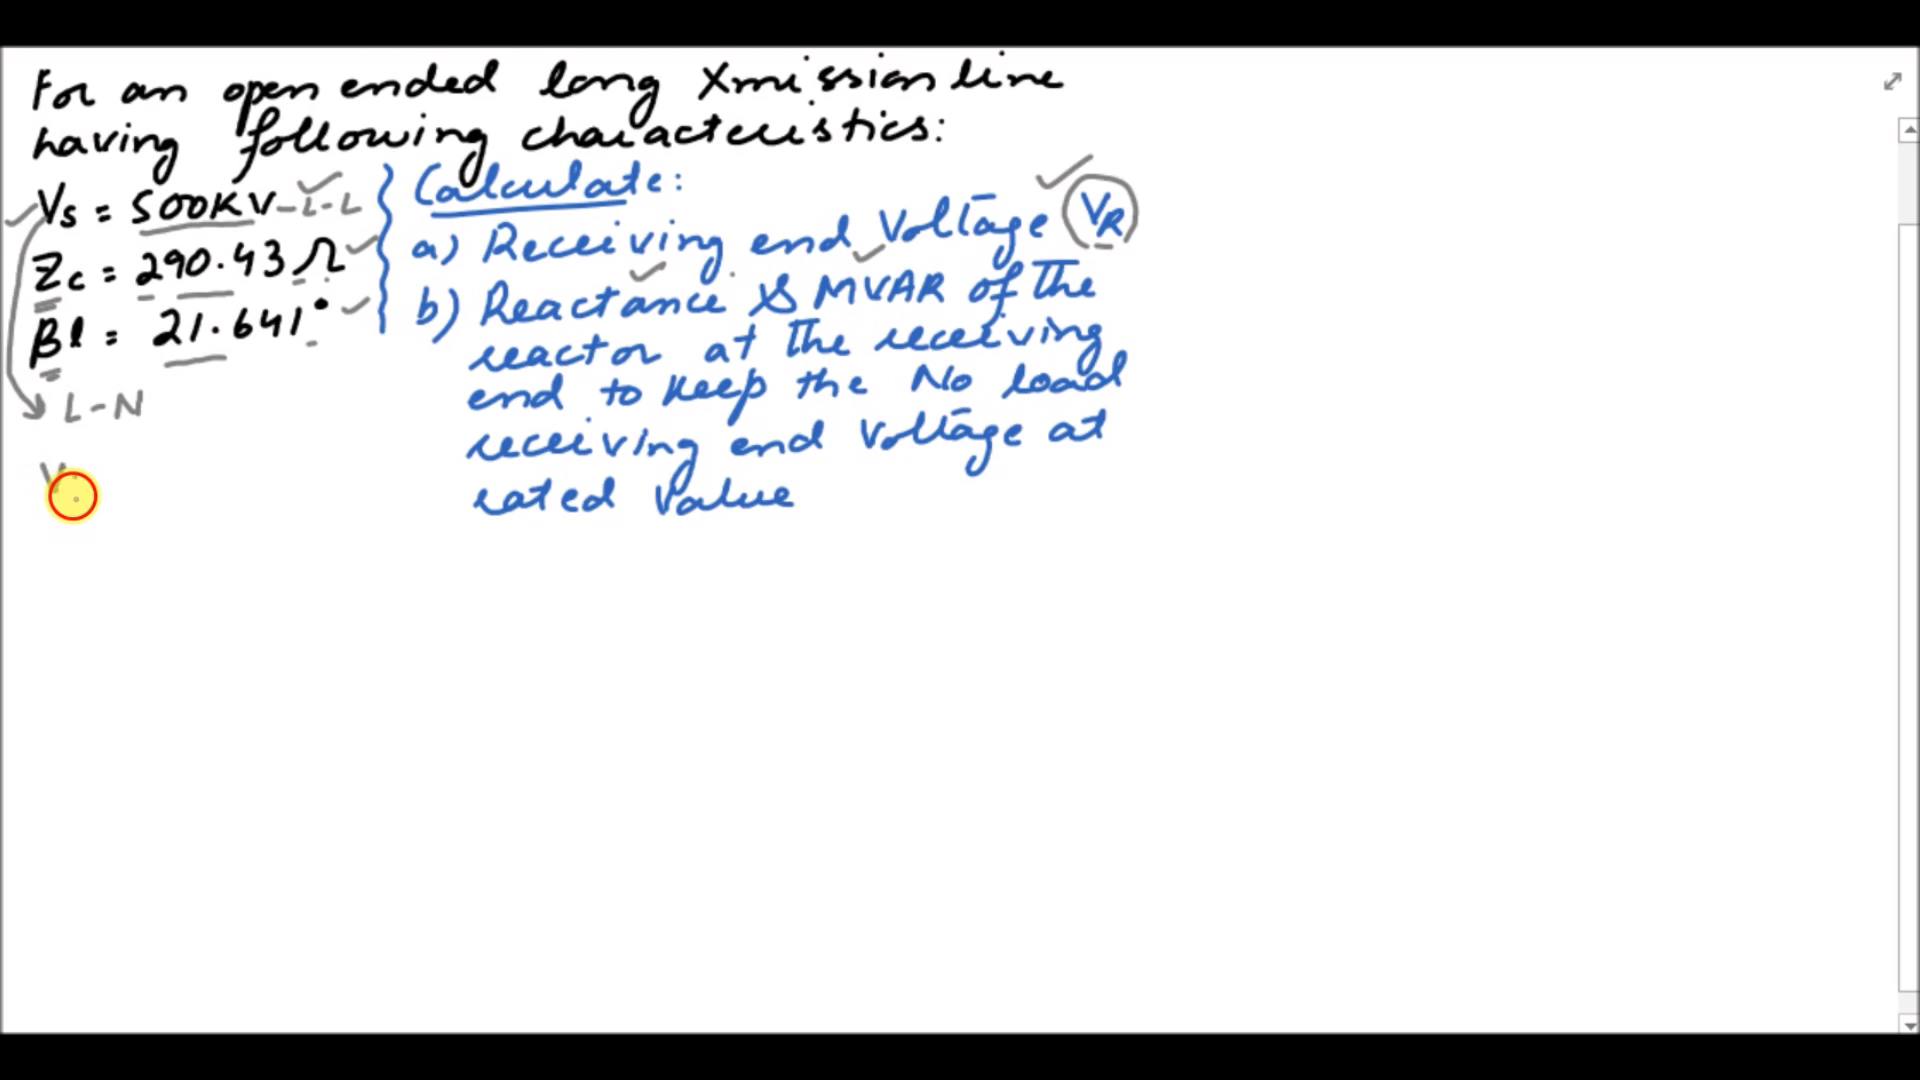 For an open ended long Xmission line
having following characteristics:
Vs = 500KV - L-L
Zc = 290.43 Ω
βl = 21.641°
L-N
V
Calculate:
a) Receiving end Voltage VR
b) Reactance & MVAR of the
reactor at the receiving
end to keep the No load
receiving end Voltage at
rated Value